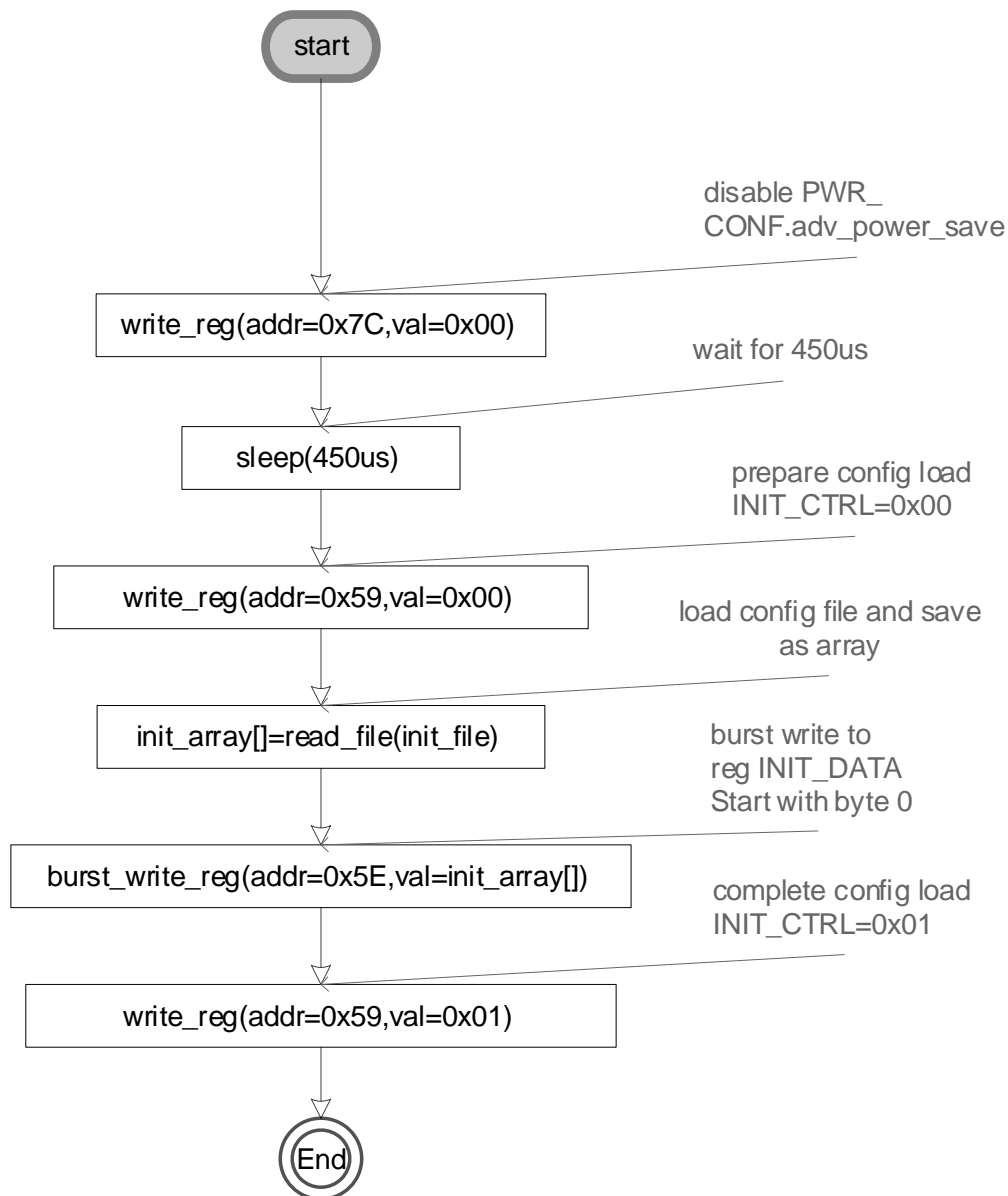 start
disable PWR_
CONF.adv_power_save
write_reg(addr=0x7C,val=0x00)
wait for 450us
sleep(450us)
prepare config load
INIT_CTRL=0x00
write_reg(addr=0x59,val=0x00)
load config file and save
as array
init_array[]=read_file(init_file)
burst write to
reg INIT_DATA
Start with byte 0
burst_write_reg(addr=0x5E,val=init_array[])
complete config load
INIT_CTRL=0x01
write_reg(addr=0x59,val=0x01)
End